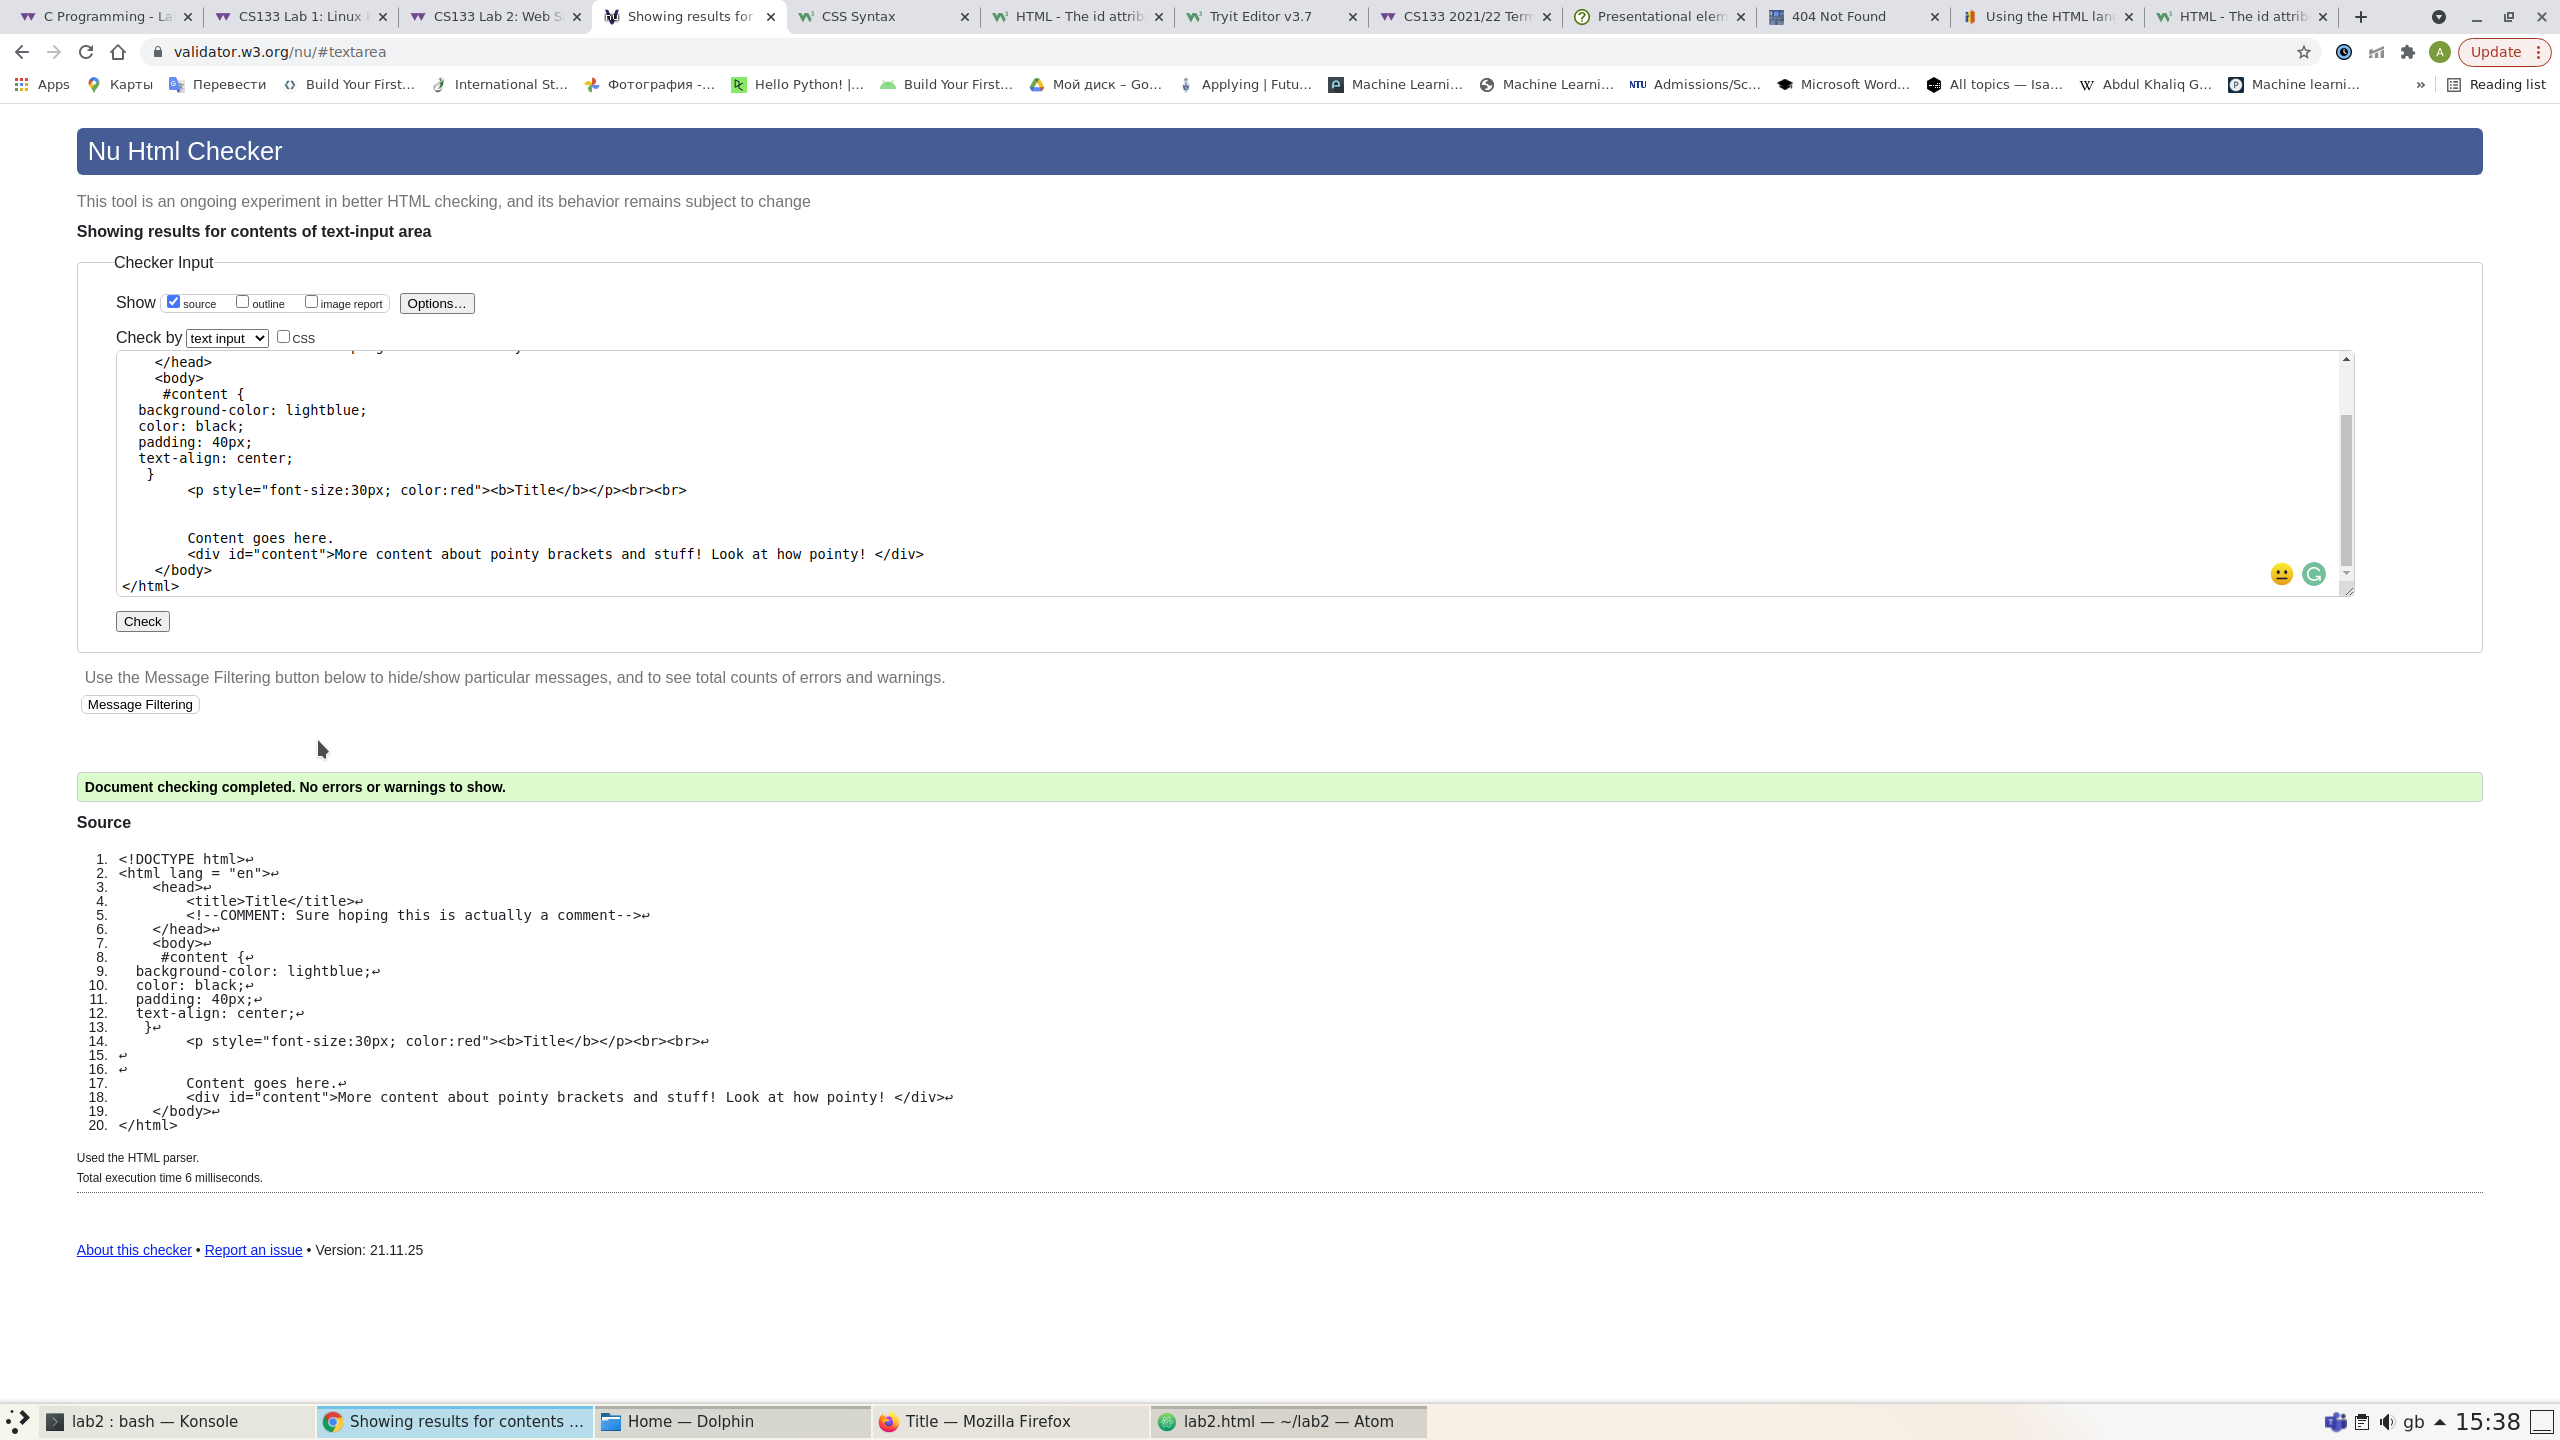 C Programming - La
CS133 Lab 1: Linux
CS133 Lab 2: Web S
Showing results for
CSS Syntax
HTML - The id attrib
Tryit Editor v3.7
CS133 2021/22 Term
Presentational elem
404 Not Found
Using the HTML lan
HTML - The id attrib
validator.w3.org/nu/#textarea
A
Update
Apps
Карты
Перевести
Build Your First...
International St...
Фотография -...
Hello Python! |...
Build Your First...
Мой диск – Go...
Applying | Futu...
Machine Learni...
Machine Learni...
NTU Admissions/Sc...
Microsoft Word...
All topics — Isa...
W Abdul Khaliq G...
Machine learni...
»
Reading list
Nu Html Checker
This tool is an ongoing experiment in better HTML checking, and its behavior remains subject to change
Showing results for contents of text-input area
Checker Input
Show source outline image report Options...
Check by text input CSS
</head>
<body>
#content {
background-color: lightblue;
color: black;
padding: 40px;
text-align: center;
}
<p style="font-size:30px; color:red"><b>Title</b></p><br><br>
Content goes here.
<div id="content">More content about pointy brackets and stuff! Look at how pointy! </div>
</body>
</html>
Check
Use the Message Filtering button below to hide/show particular messages, and to see total counts of errors and warnings.
Message Filtering
Document checking completed. No errors or warnings to show.
Source
1. <!DOCTYPE html>↩
2. <html lang = "en">↩
3. <head>↩
4. <title>Title</title>↩
5. <!--COMMENT: Sure hoping this is actually a comment-->↩
6. </head>↩
7. <body>↩
8. #content {↩
9. background-color: lightblue;↩
10. color: black;↩
11. padding: 40px;↩
12. text-align: center;↩
13. }↩
14. <p style="font-size:30px; color:red"><b>Title</b></p><br><br>↩
15. ↩
16. ↩
17. Content goes here.↩
18. <div id="content">More content about pointy brackets and stuff! Look at how pointy! </div>↩
19. </body>↩
20. </html>
Used the HTML parser.
Total execution time 6 milliseconds.
About this checker • Report an issue • Version: 21.11.25
lab2 : bash — Konsole
Showing results for contents ...
Home — Dolphin
Title — Mozilla Firefox
lab2.html — ~/lab2 — Atom
gb
15:38